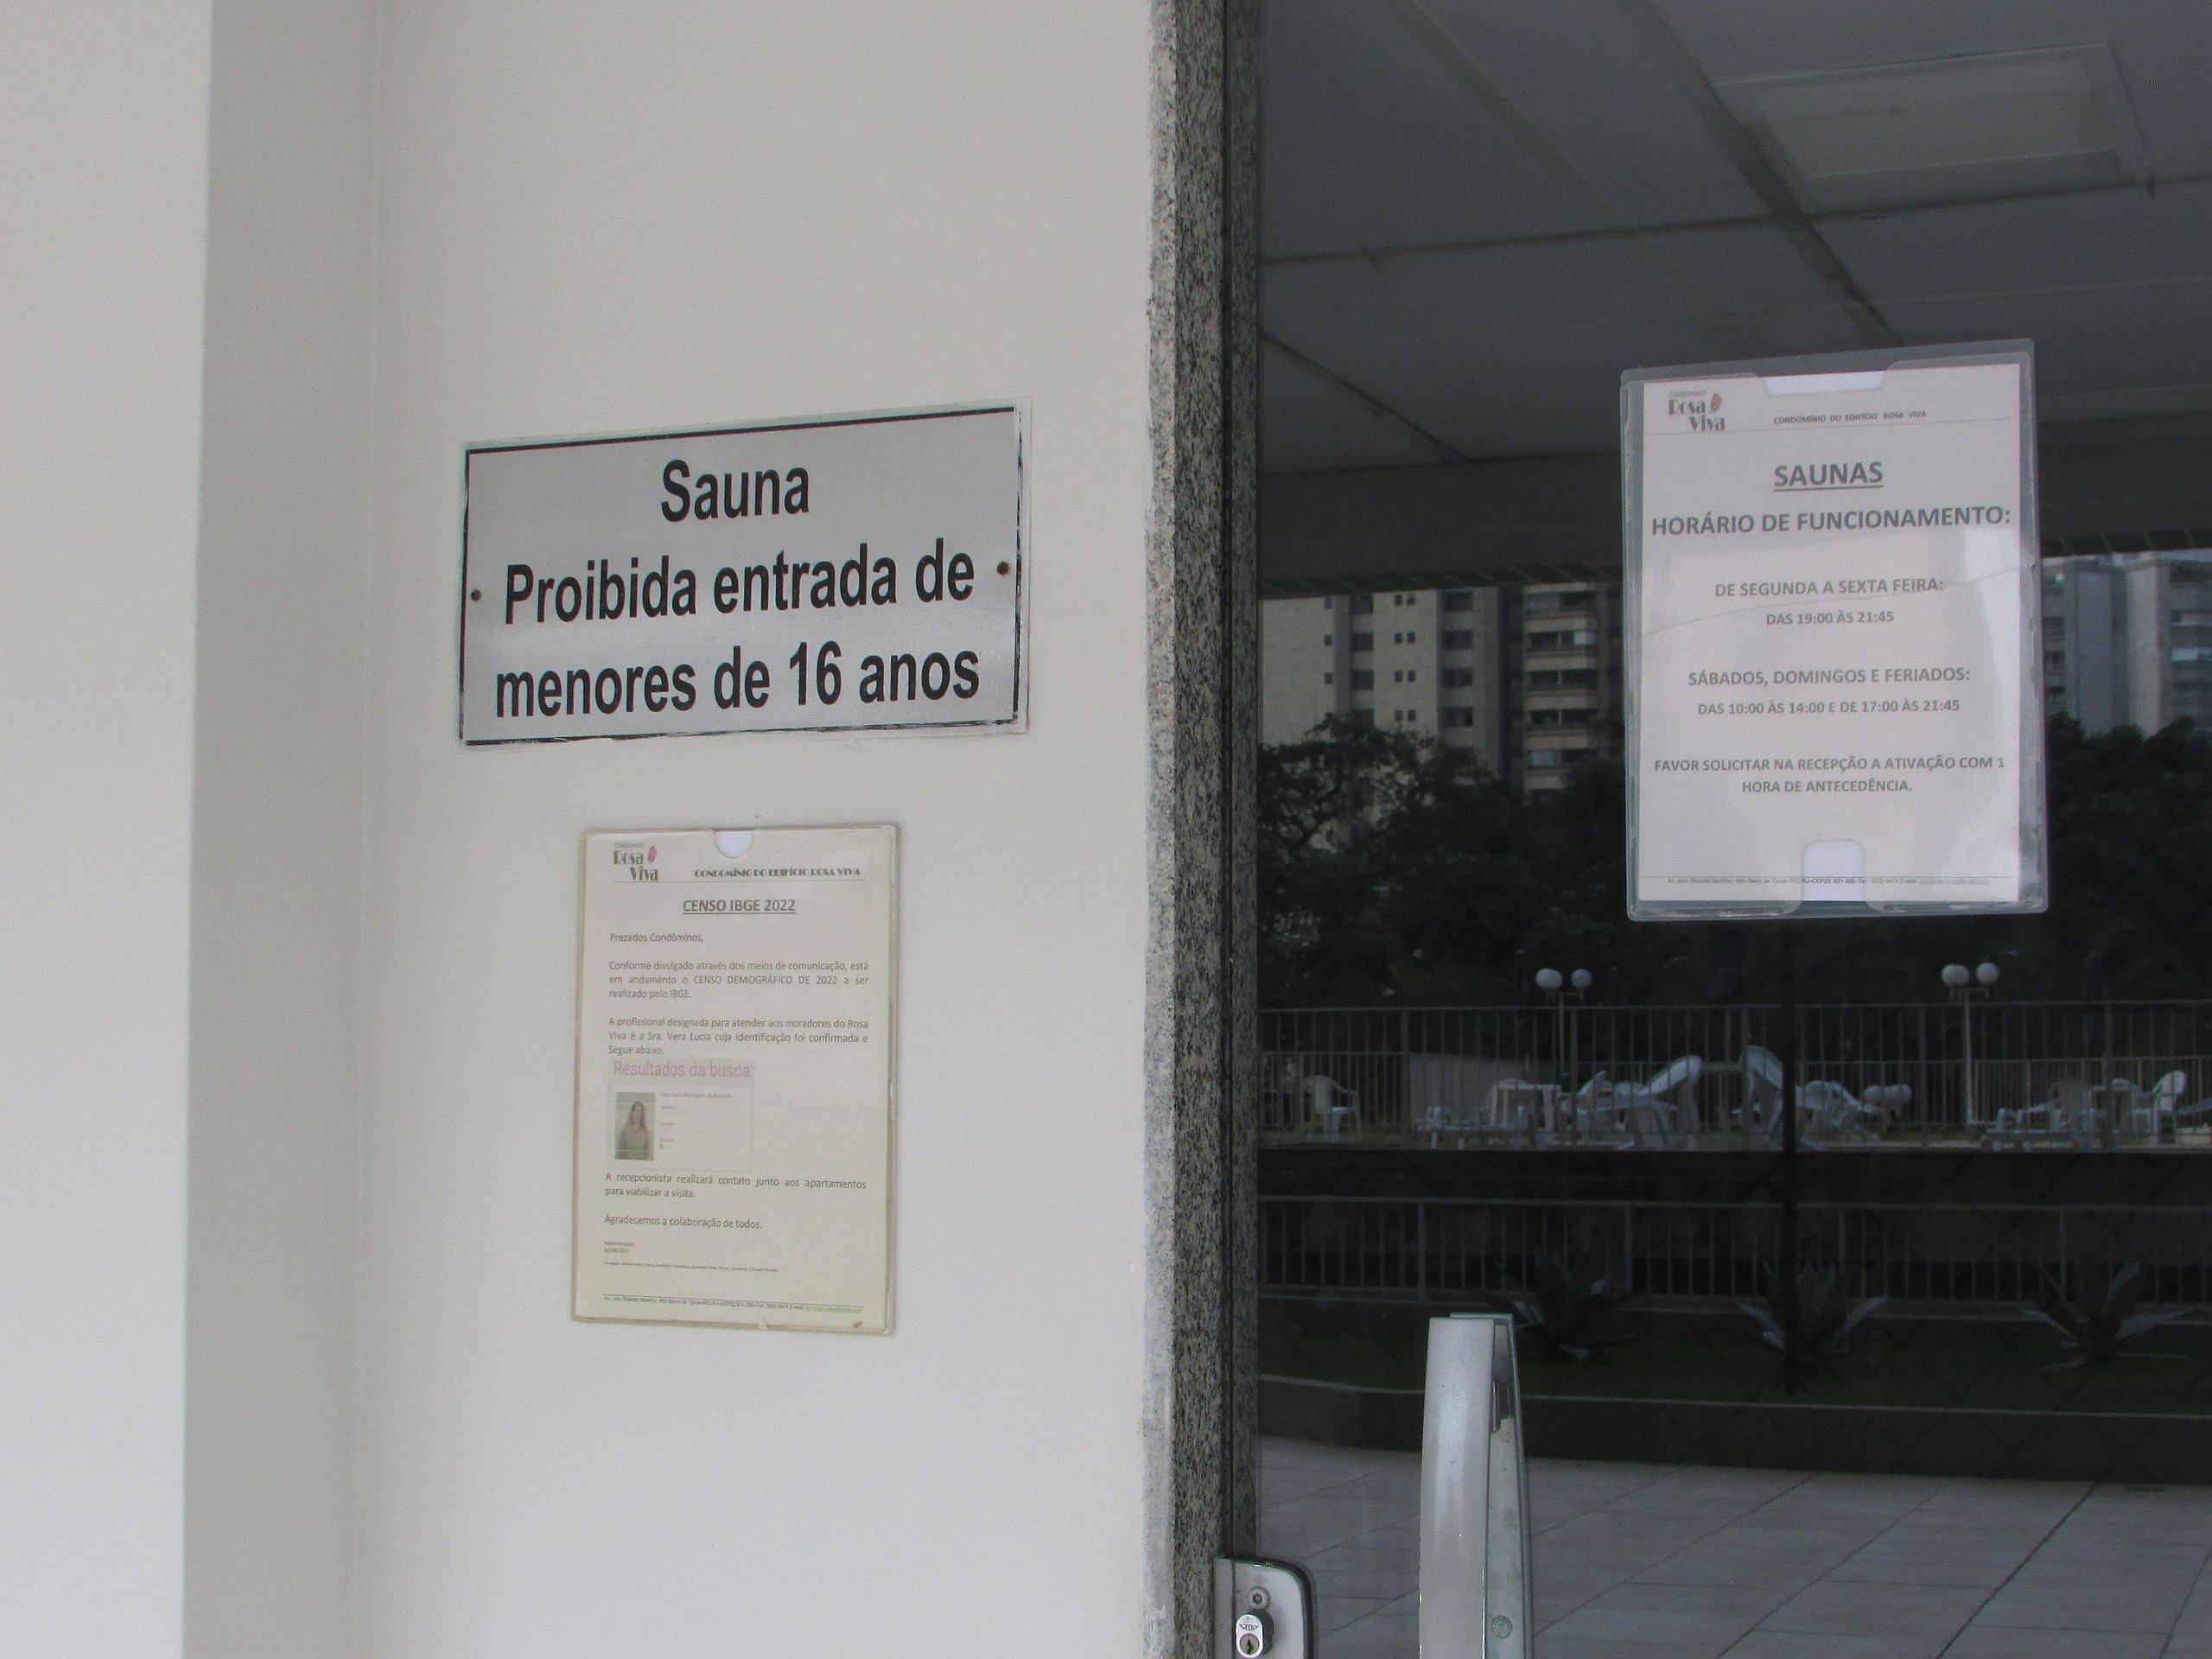 Sauna
Proibida entrada de
menores de 16 anos
CONDOMÍNIO
Rosa
Viva
CONDOMÍNIO DO EDIFÍCIO ROSA VIVA
CENSO IBGE 2022
Prezados Condôminos,
Conforme divulgado através dos meios de comunicação, está
em andamento o CENSO DEMOGRÁFICO DE 2022 a ser
realizado pelo IBGE.
A profissional designada para atender aos moradores do Rosa
Viva é a Sra. Vera Lucia cuja identificação foi confirmada e
Segue abaixo.
Resultados da busca:
A recepcionista realizará contato junto aos apartamentos
para viabilizar a visita.
Agradecemos a colaboração de todos.
Administração
CONDOMÍNIO
Rosa
Viva
CONDOMÍNIO DO EDIFÍCIO ROSA VIVA
SAUNAS
HORÁRIO DE FUNCIONAMENTO:
DE SEGUNDA A SEXTA FEIRA:
DAS 19:00 ÀS 21:45
SÁBADOS, DOMINGOS E FERIADOS:
DAS 10:00 ÀS 14:00 E DE 17:00 ÀS 21:45
FAVOR SOLICITAR NA RECEPÇÃO A ATIVAÇÃO COM 1
HORA DE ANTECEDÊNCIA.